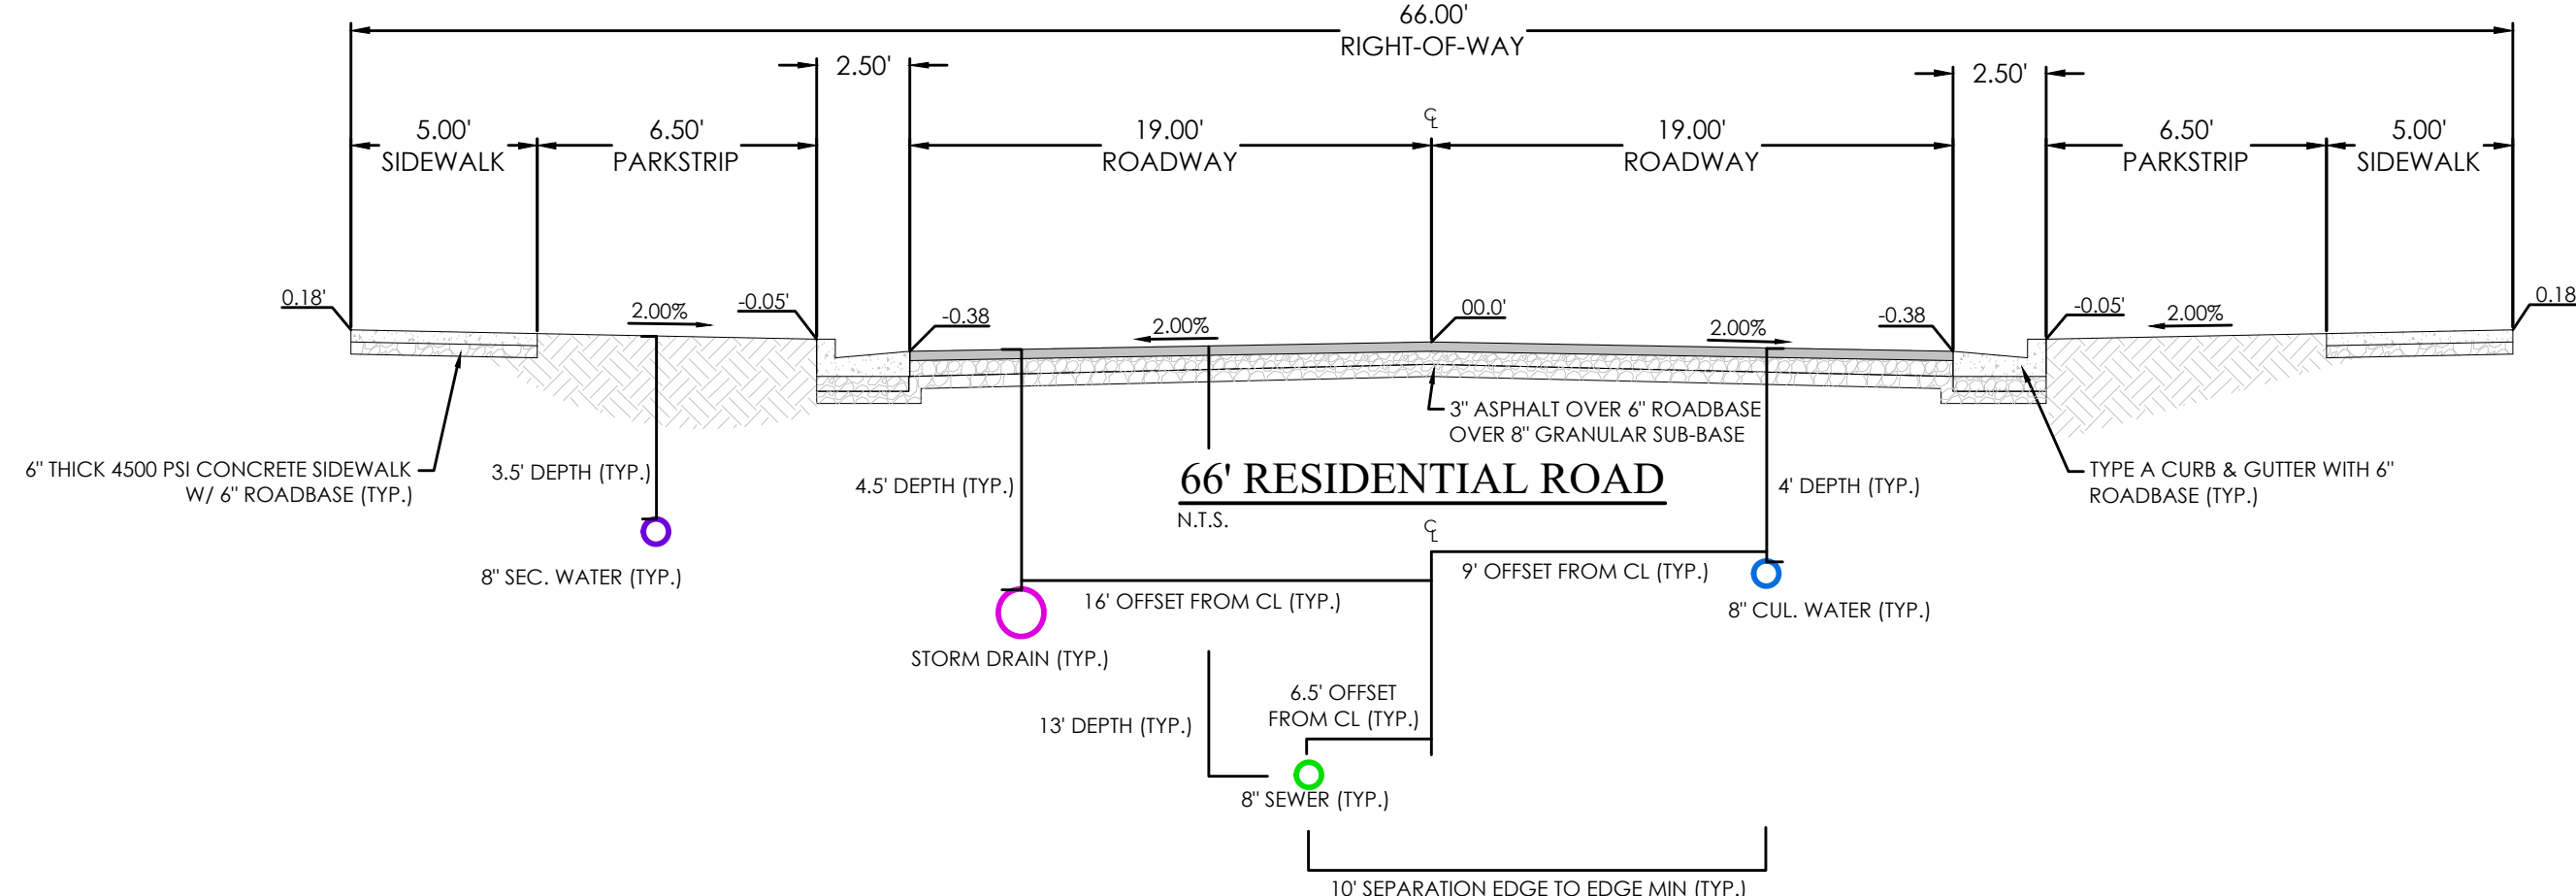 66.00'
RIGHT-OF-WAY
2.50'
2.50'
5.00'
SIDEWALK
6.50'
PARKSTRIP
19.00'
ROADWAY
℄
19.00'
ROADWAY
6.50'
PARKSTRIP
5.00'
SIDEWALK
0.18'
2.00%
-0.05'
-0.38
2.00%
00.0'
2.00%
-0.38
-0.05'
2.00%
0.18
3" ASPHALT OVER 6" ROADBASE
OVER 8" GRANULAR SUB-BASE
6" THICK 4500 PSI CONCRETE SIDEWALK
W/ 6" ROADBASE (TYP.)
3.5' DEPTH (TYP.)
4.5' DEPTH (TYP.)
66' RESIDENTIAL ROAD
N.T.S.
4' DEPTH (TYP.)
TYPE A CURB & GUTTER WITH 6"
ROADBASE (TYP.)
℄
8" SEC. WATER (TYP.)
16' OFFSET FROM CL (TYP.)
9' OFFSET FROM CL (TYP.)
8" CUL. WATER (TYP.)
STORM DRAIN (TYP.)
13' DEPTH (TYP.)
6.5' OFFSET
FROM CL (TYP.)
8" SEWER (TYP.)
10' SEPARATION EDGE TO EDGE MIN (TYP.)